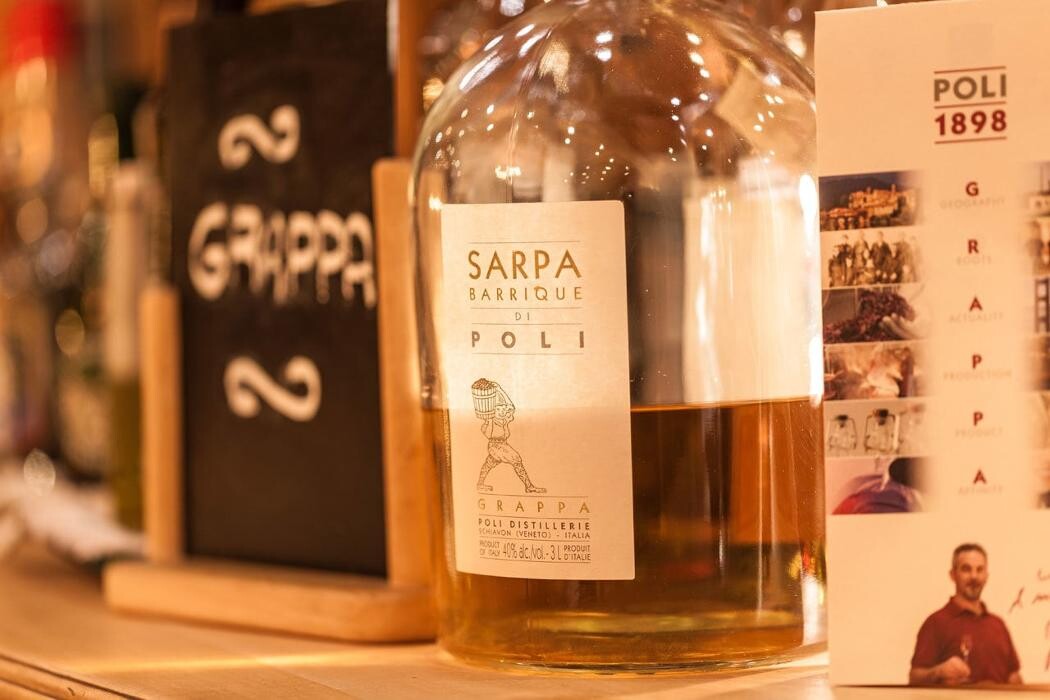 GRAPPA
SARPA
BARRIQUE
DI
POLI
GRAPPA
POLI DISTILLERIE
SCHIAVON (VENETO) - ITALIA
PRODUCT OF ITALY 40% alc./vol. - 3 L PRODUIT D'ITALIE
POLI
1898
G
GEOGRAPHY
R
ROOTS
A
ACTUALITY
P
PRODUCTION
P
PRODUCT
A